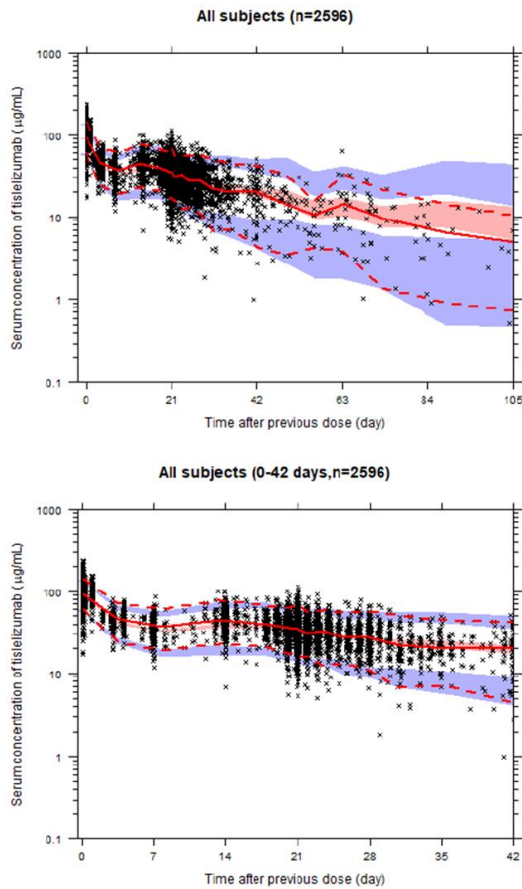 All subjects (n=2596)
1000
100
10
1
0.1
Serum concentration of tislelizumab (µg/mL)
0 21 42 63 84 105
Time after previous dose (day)
All subjects (0-42 days,n=2596)
1000
100
10
1
0.1
Serum concentration of tislelizumab (µg/mL)
0 7 14 21 28 35 42
Time after previous dose (day)